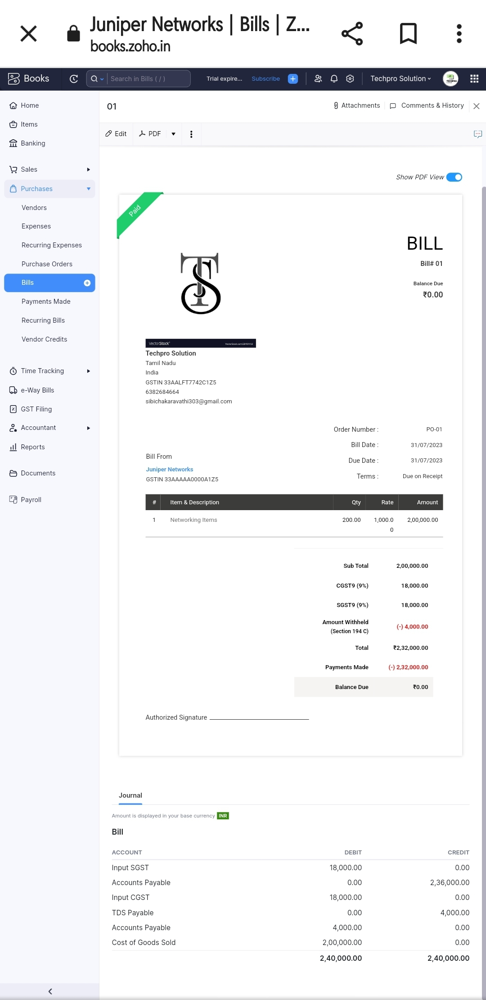 Juniper Networks | Bills | Z...
books.zoho.in
Books
Search in Bills ( / )
Trial expire...
Subscribe
Techpro Solution
TECHPRO
Home
Items
Banking
Sales
Purchases
Vendors
Expenses
Recurring Expenses
Purchase Orders
Bills
Payments Made
Recurring Bills
Vendor Credits
Time Tracking
e-Way Bills
GST Filing
Accountant
Reports
Documents
Payroll
01
Attachments
Comments & History
Edit
PDF
Show PDF View
Paid
BILL
Bill# 01
Balance Due
₹0.00
TS
VectorStock®
Techpro Solution
Tamil Nadu
India
GSTIN 33AALFT7742C1Z5
6382684664
sibichakaravathi303@gmail.com
Order Number : PO-01
Bill Date : 31/07/2023
Due Date : 31/07/2023
Terms : Due on Receipt
Bill From
Juniper Networks
GSTIN 33AAAAA0000A1Z5
# Item & Description Qty Rate Amount
1 Networking Items 200.00 1,000.0 2,00,000.00
0
Sub Total 2,00,000.00
CGST9 (9%) 18,000.00
SGST9 (9%) 18,000.00
Amount Withheld (-) 4,000.00
(Section 194 C)
Total ₹2,32,000.00
Payments Made (-) 2,32,000.00
Balance Due ₹0.00
Authorized Signature
Journal
Amount is displayed in your base currency INR
Bill
ACCOUNT DEBIT CREDIT
Input SGST 18,000.00 0.00
Accounts Payable 0.00 2,36,000.00
Input CGST 18,000.00 0.00
TDS Payable 0.00 4,000.00
Accounts Payable 4,000.00 0.00
Cost of Goods Sold 2,00,000.00 0.00
2,40,000.00 2,40,000.00